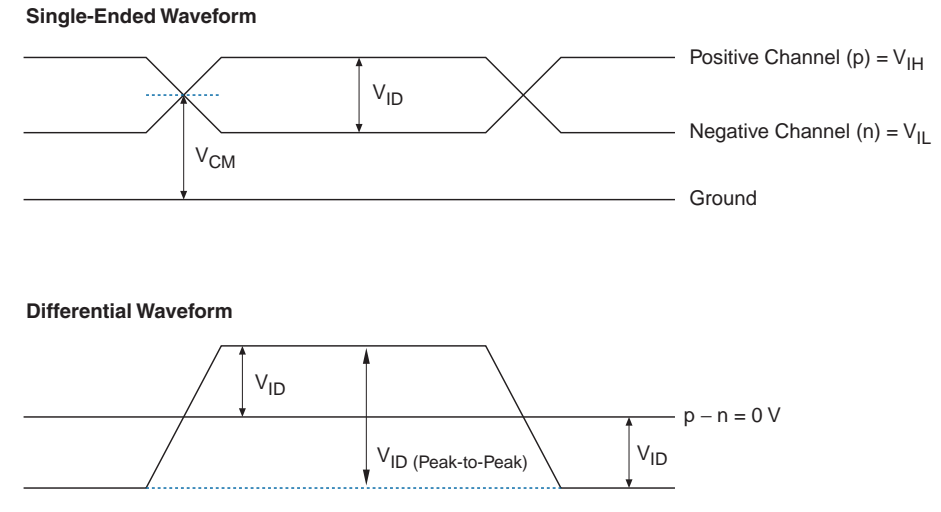 Single-Ended Waveform
Positive Channel (p) = VIH
VID
Negative Channel (n) = VIL
VCM
Ground
Differential Waveform
VID
p − n = 0 V
VID (Peak-to-Peak)
VID